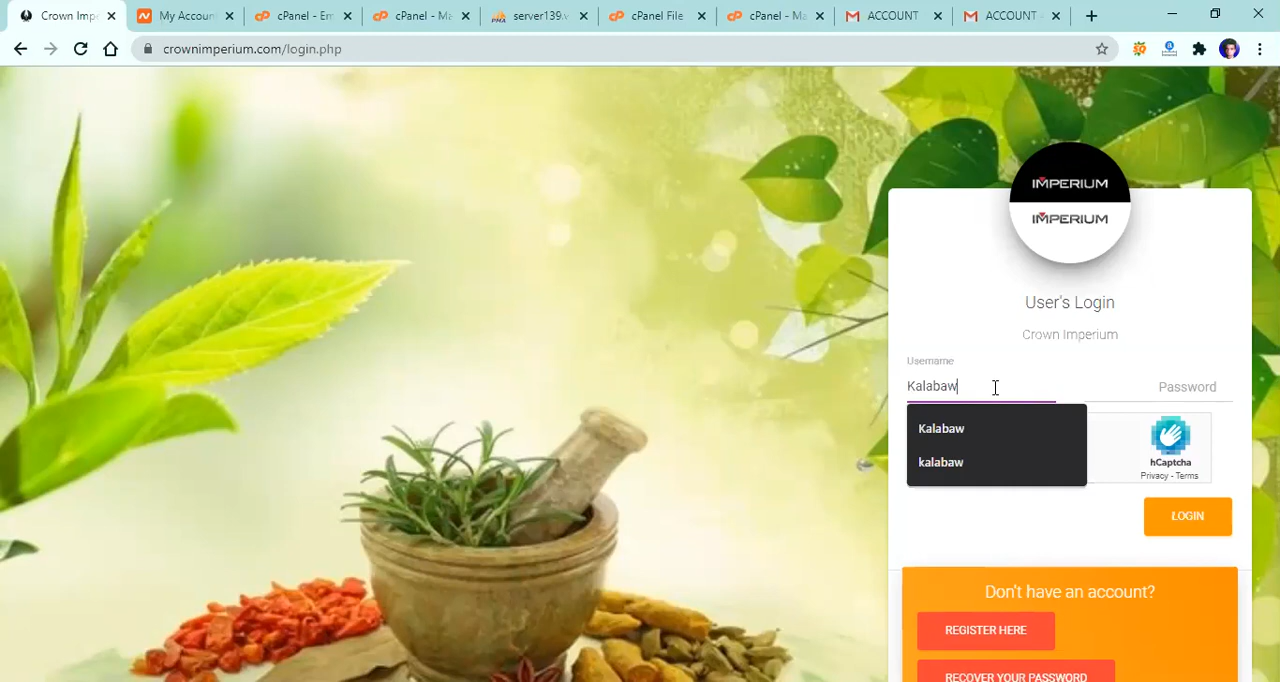 Crown Impe
My Accoun
cPanel - Em
cPanel - Ma
server139.w
cPanel File
cPanel - Ma
ACCOUNT
ACCOUNT -
crownimperium.com/login.php
IMPERIUM
IMPERIUM
User's Login
Crown Imperium
Username
Kalabaw
Password
Kalabaw
kalabaw
hCaptcha
Privacy - Terms
LOGIN
Don't have an account?
REGISTER HERE
RECOVER YOUR PASSWORD